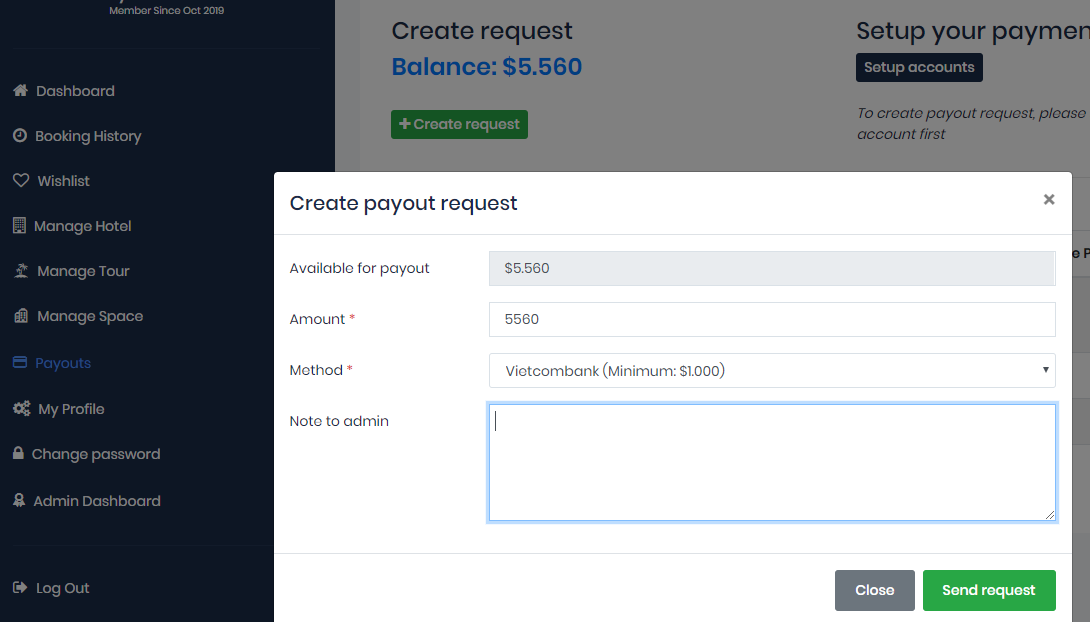 Member Since Oct 2019
Dashboard
Booking History
Wishlist
Manage Hotel
Manage Tour
Manage Space
Payouts
My Profile
Change password
Admin Dashboard
Log Out
Create request
Balance: $5.560
Create request
Setup your
Setup accounts
To create payout request, please
account first
Create payout request
×
Available for payout
$5.560
Amount *
5560
Method *
Vietcombank (Minimum: $1.000)
Note to admin
Close
Send request